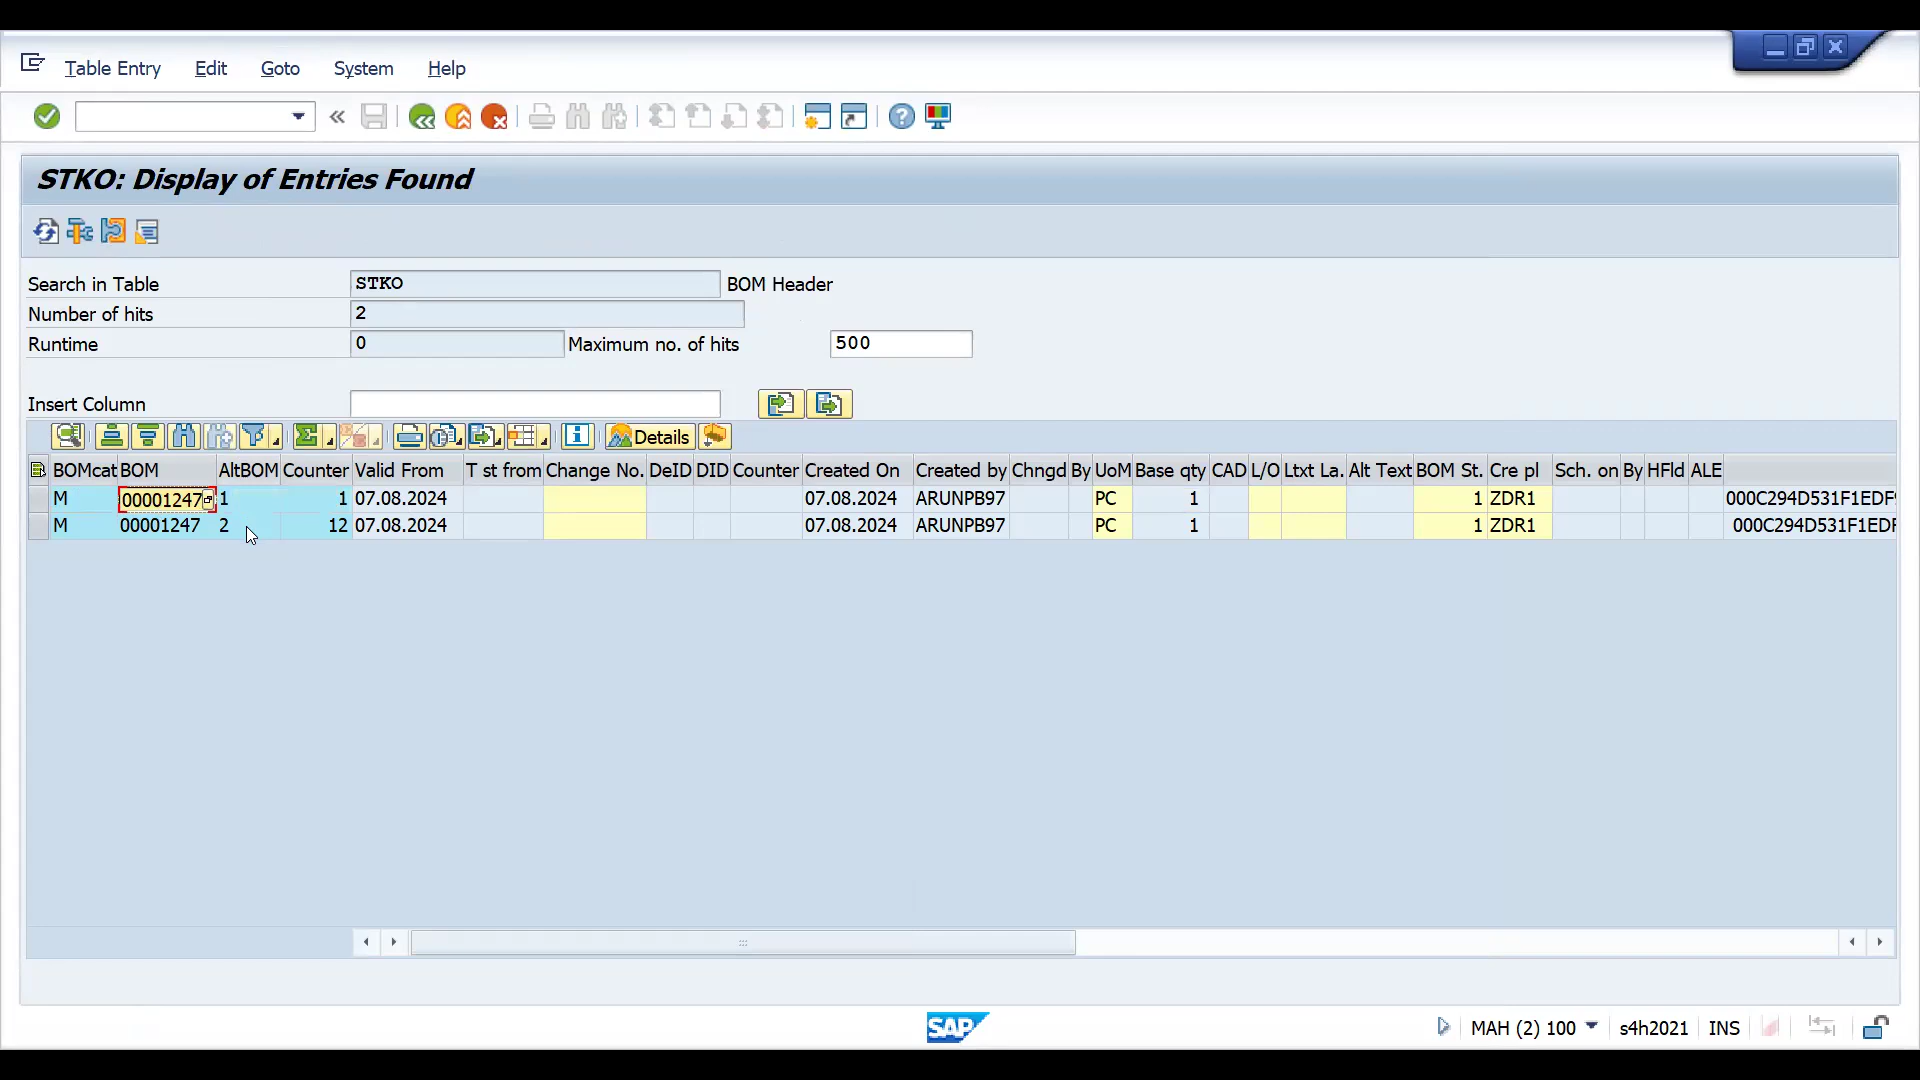 Table Entry Edit Goto System Help
STKO: Display of Entries Found
Search in Table STKO BOM Header
Number of hits 2
Runtime 0 Maximum no. of hits 500
Insert Column
Details
BOMcat BOM AltBOM Counter Valid From T st from Change No. DeID DID Counter Created On Created by Chngd By UoM Base qty CAD L/O Ltxt La. Alt Text BOM St. Cre pl Sch. on By HFld ALE
M 00001247 1 1 07.08.2024 07.08.2024 ARUNPB97 PC 1 1 ZDR1 000C294D531F1EDF
M 00001247 2 12 07.08.2024 07.08.2024 ARUNPB97 PC 1 1 ZDR1 000C294D531F1EDF
SAP MAH (2) 100 s4h2021 INS